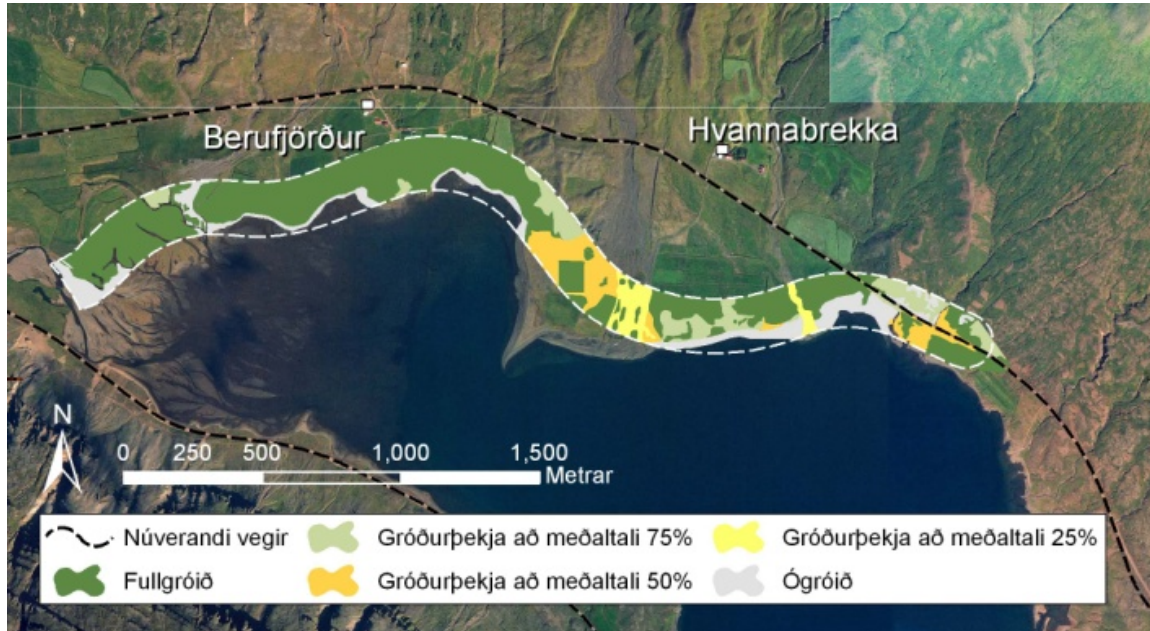 Berufjörður
Hvannabrekka
N
0 250 500 1,000 1,500
Metrar
Núverandi vegir
Gróðurþekja að meðaltali 75%
Gróðurþekja að meðaltali 25%
Fullgróið
Gróðurþekja að meðaltali 50%
Ógróið